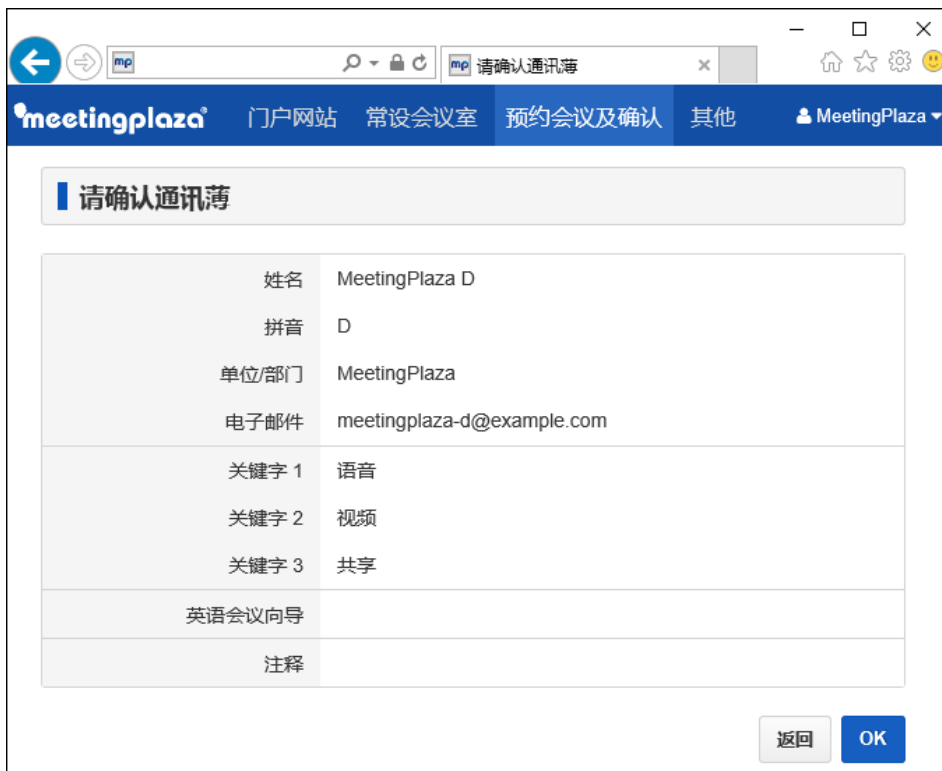 mp
mp 请确认通讯薄
meetingplaza 门户网站 常设会议室 预约会议及确认 其他 MeetingPlaza
请确认通讯薄
姓名 MeetingPlaza D
拼音 D
单位/部门 MeetingPlaza
电子邮件 meetingplaza-d@example.com
关键字 1 语音
关键字 2 视频
关键字 3 共享
英语会议向导
注释
返回 OK